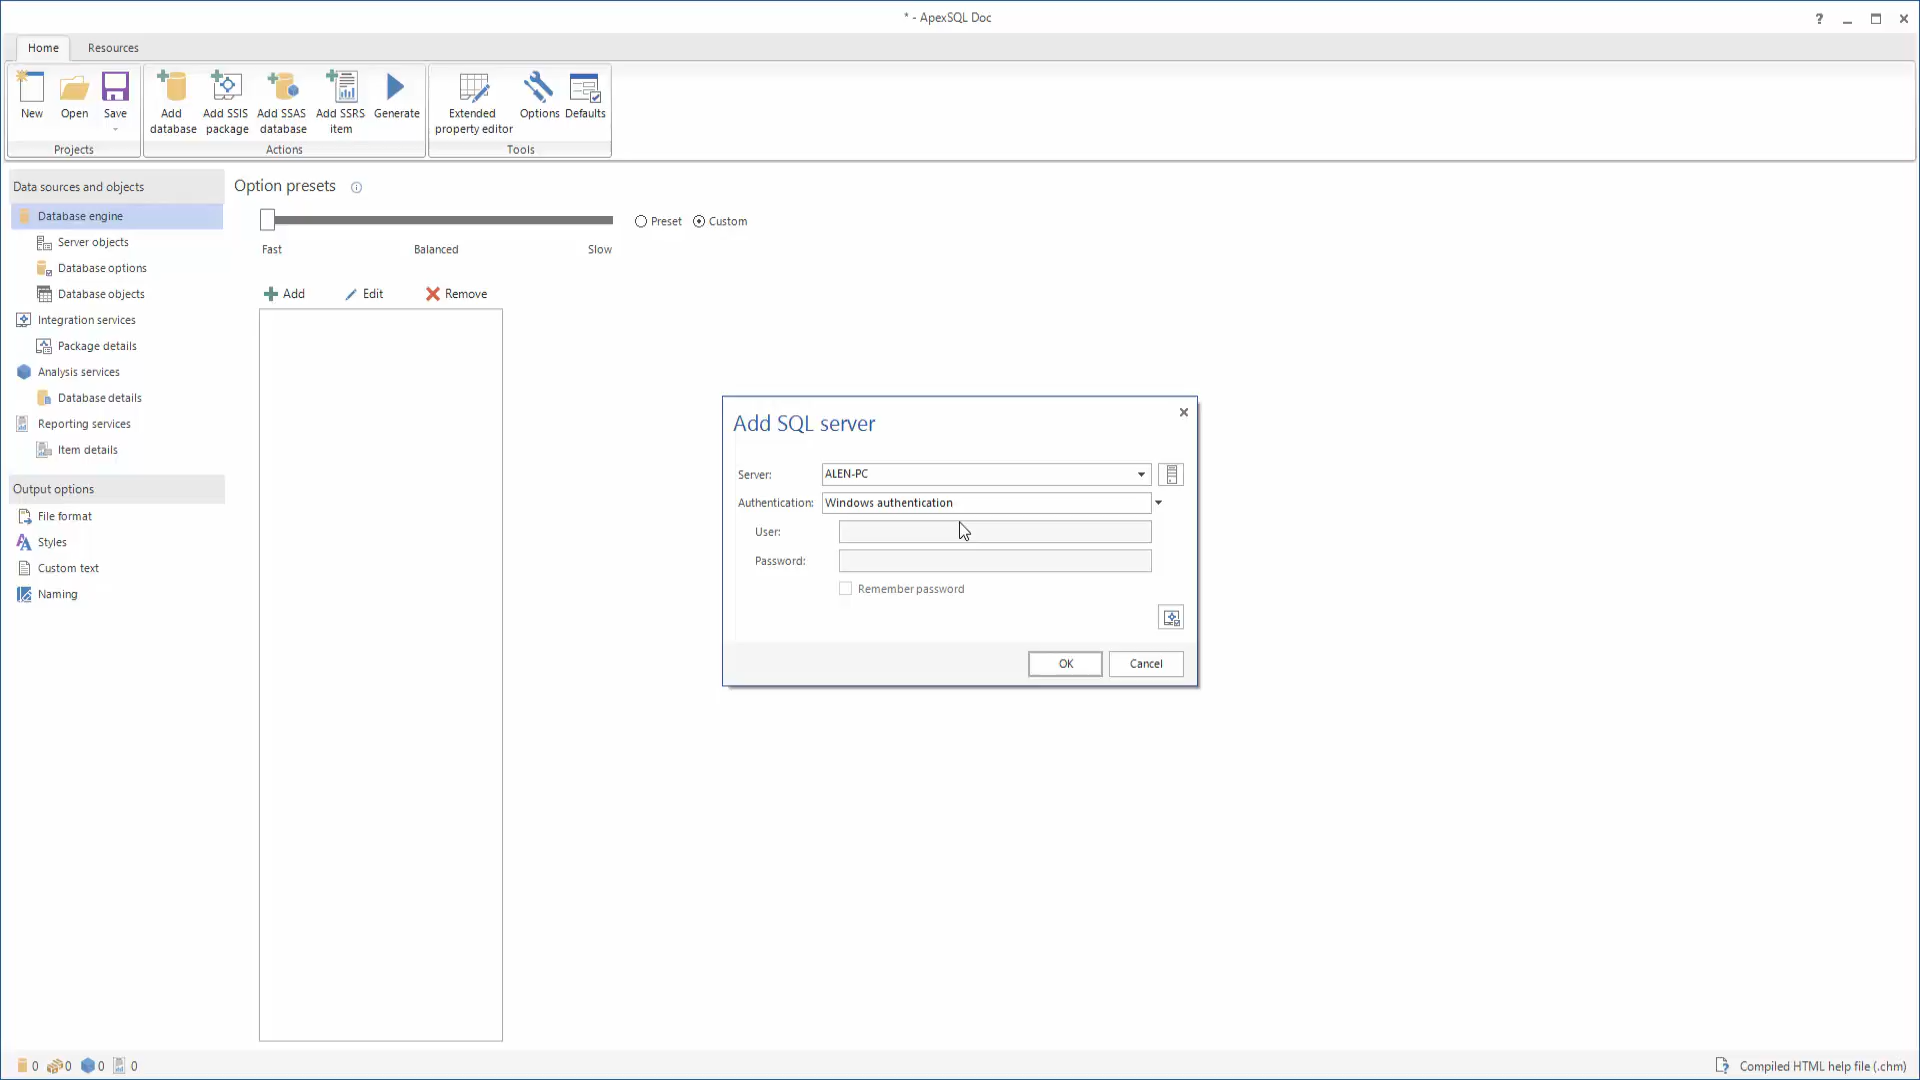 * - ApexSQL Doc
?
Home Resources
New Open Save
Add database
Add SSIS package
Add SSAS database
Add SSRS item
Generate
Extended property editor
Options Defaults
Projects Actions Tools
Data sources and objects
Database engine
Server objects
Database options
Database objects
Integration services
Package details
Analysis services
Database details
Reporting services
Item details
Output options
File format
Styles
Custom text
Naming
Option presets
Preset Custom
Fast Balanced Slow
Add Edit Remove
Add SQL server
Server: ALEN-PC
Authentication: Windows authentication
User:
Password:
Remember password
OK Cancel
0 0 0 0
Compiled HTML help file (.chm)